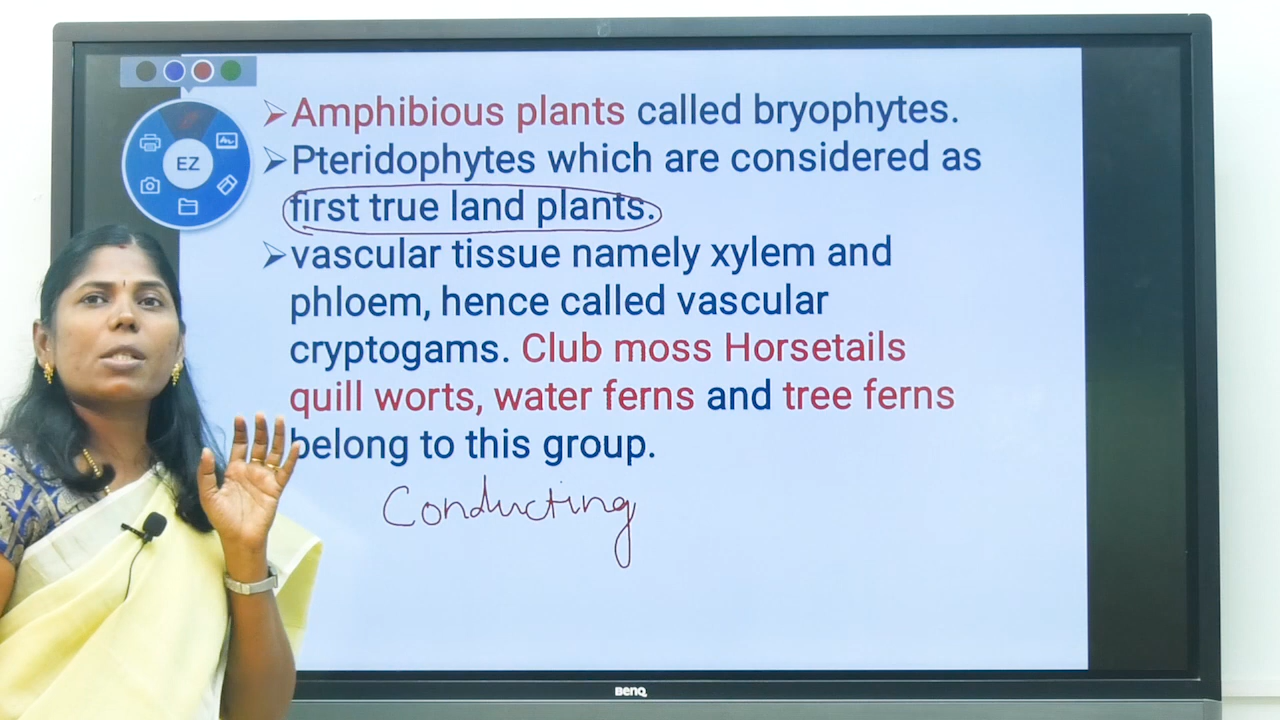 EZ
➢Amphibious plants called bryophytes.
➢Pteridophytes which are considered as
first true land plants.
➢vascular tissue namely xylem and
phloem, hence called vascular
cryptogams. Club moss Horsetails
quill worts, water ferns and tree ferns
belong to this group.
Conducting
BenQ